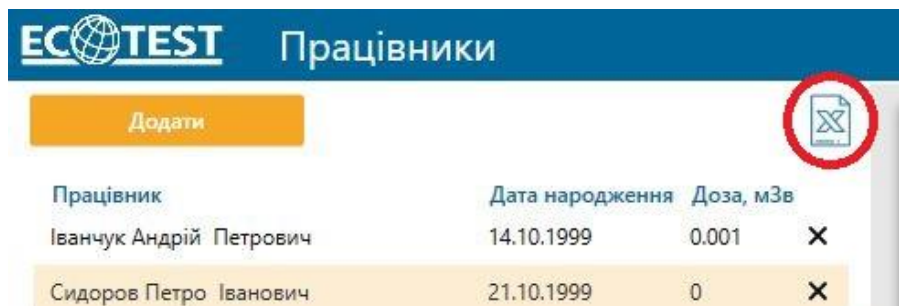 ECOTEST Працівники
Додати
Працівник Дата народження Доза, мЗв
Іванчук Андрій Петрович 14.10.1999 0.001 ✕
Сидоров Петро Іванович 21.10.1999 0 ✕